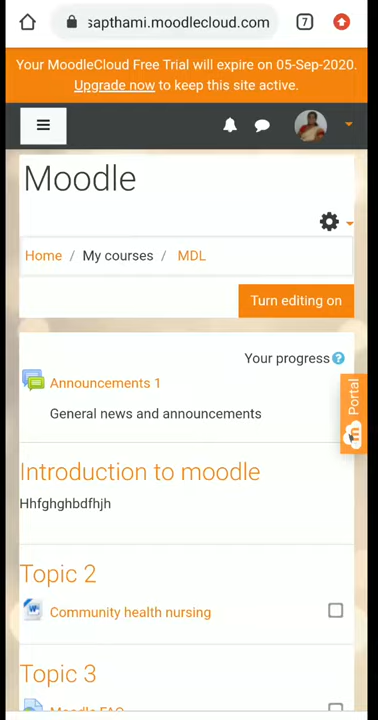 sapthami.moodlecloud.com
7
Your MoodleCloud Free Trial will expire on 05-Sep-2020.
Upgrade now to keep this site active.
Moodle
Home / My courses / MDL
Turn editing on
Your progress
Announcements 1
General news and announcements
Portal
Introduction to moodle
Hhfghghbdfhjh
Topic 2
Community health nursing
Topic 3
Moodle FAQ